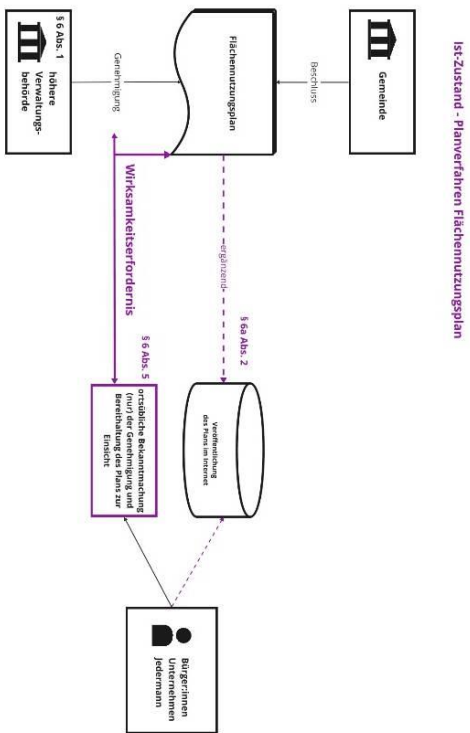 Ist-Zustand - Planverfahren Flächennutzungsplan
Gemeinde
Beschluss
Flächennutzungsplan
Genehmigung
§ 6 Abs. 1
höhere
Verwaltungs-
behörde
Wirksamkeitserfordernis
ergänzend
§ 6a Abs. 2
Veröffentlichung
des Plans im Internet
§ 6 Abs. 5
ortsübliche Bekanntmachung
(nur) der Genehmigung und
Bereithaltung des Plans zur
Einsicht
Bürger:innen
Unternehmen
Jedermann